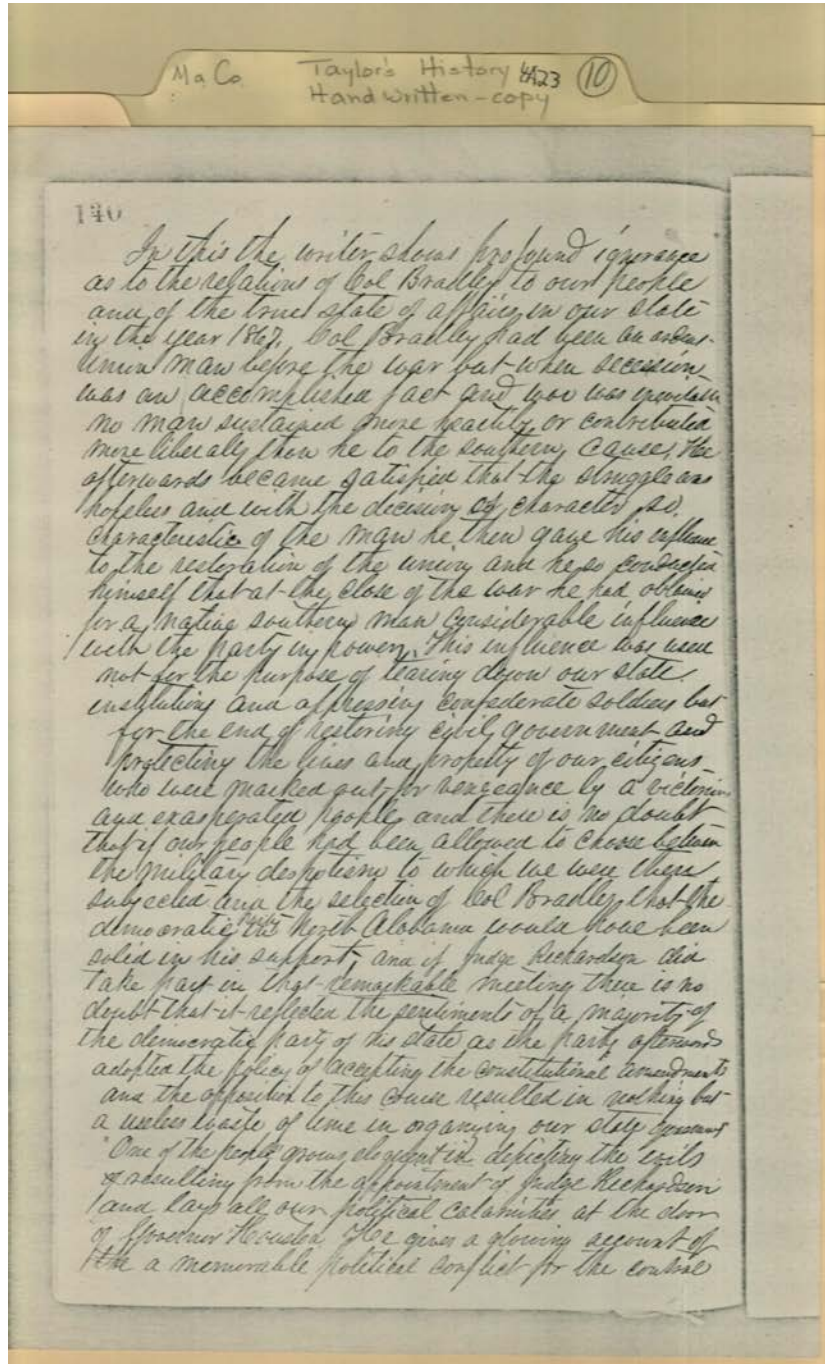 Ma. Co. Taylor's History 4A23 10
Handwritten - copy
140
In this the writer shows profound ignorance
as to the relations of Col Bradley to our people
and of the true state of affairs in our state
in the year 1867. Col Bradley had been an ardent
Union man before the war but when secession
was an accomplished fact and war was inevitable
no man sustained more heartily or contributed
more liberally than he to the southern cause. He
afterwards became satisfied that the struggle was
hopeless and with the decision of character so
characteristic of the man he then gave his influence
to the restoration of the union and he so conducted
himself that at the close of the war he had obtained
for a native southern man considerable influence
with the party in power. This influence was used
not for the purpose of tearing down our state
institutions and oppressing confederate soldiers but
for the end of restoring civil government and
protecting the lives and property of our citizens
who were marked out for vengeance by a victorious
and exasperated people and there is no doubt
that if our people had been allowed to choose between
the military despotism to which we were then
subjected and the selection of Col Bradley, that the
democratic party North Alabama would have been
solid in his support, and if Judge Richardson did
take part in that remarkable meeting there is no
doubt that it reflected the sentiments of a majority of
the democratic party of his state as the party afterwards
adopted the policy of accepting the constitutional amendments
and the opposition to this course resulted in nothing but
a useless waste of time in organizing our state government
"One of the people" grows eloquent in depicting the evils
resulting from the appointment of Judge Richardson
and lays all our political calamities at the door
of Governor Houston. He gives a glowing account of
the a memorable political conflict for the control